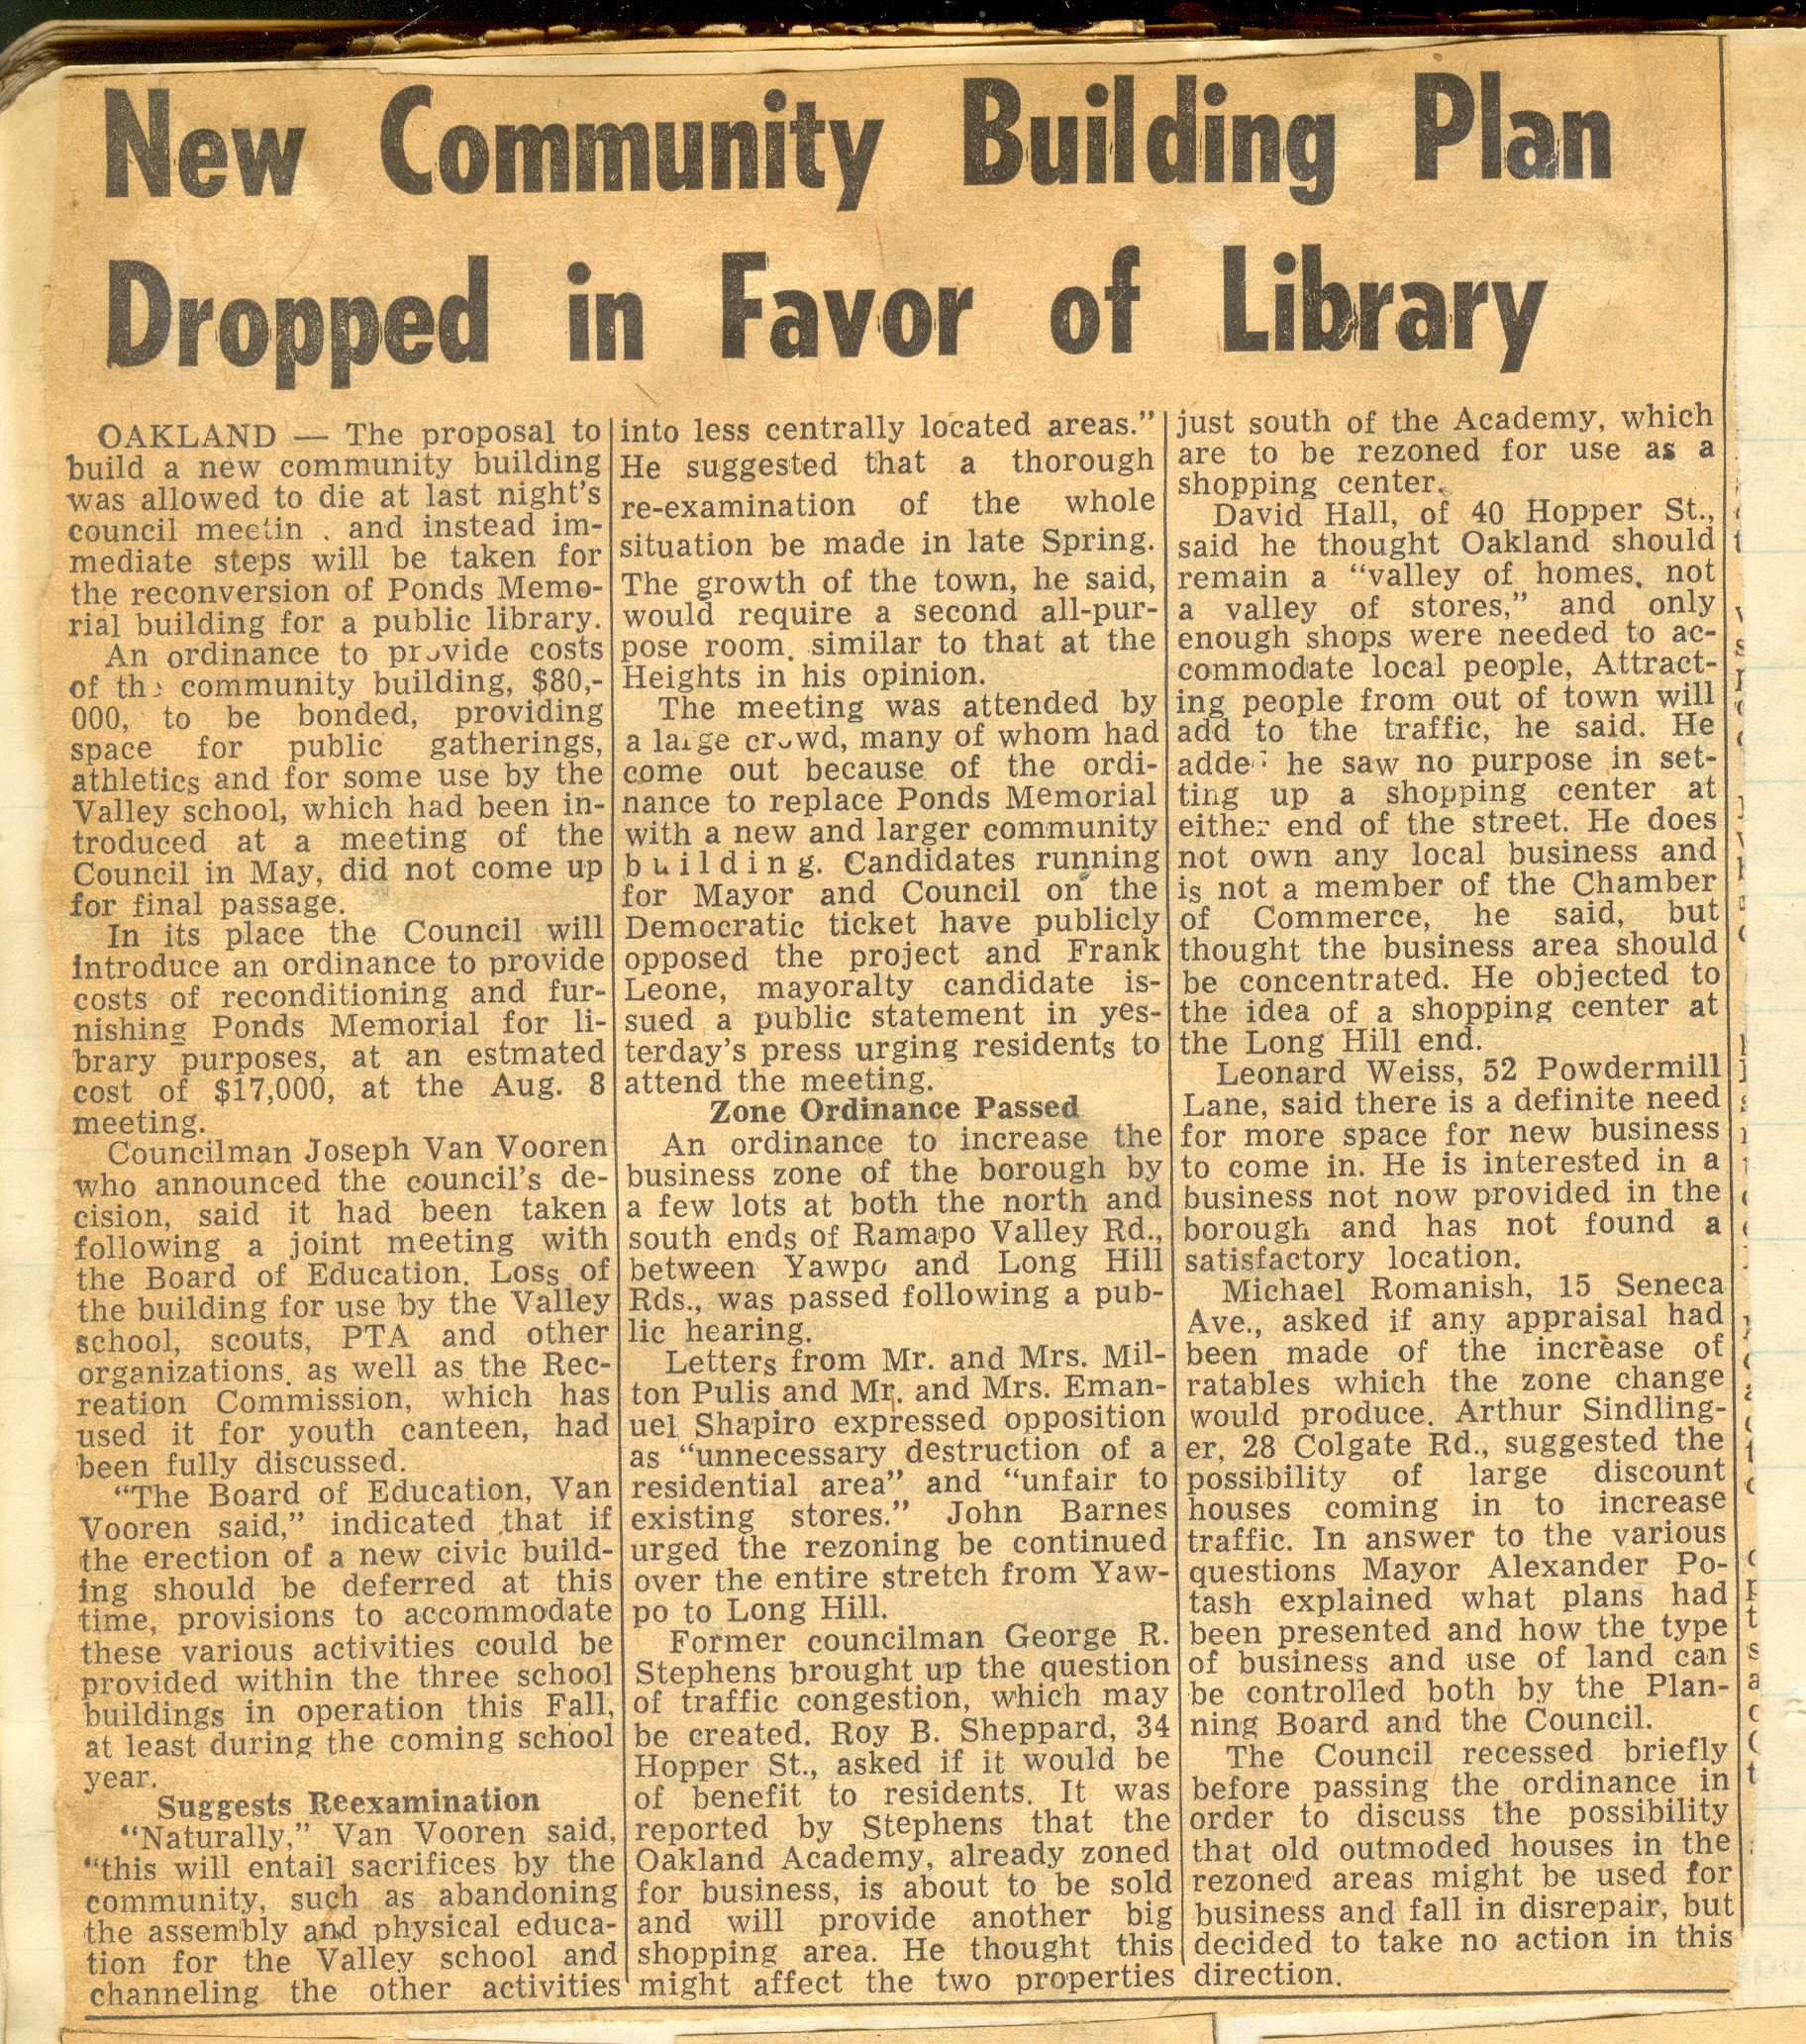 New Community Building Plan
Dropped in Favor of Library
OAKLAND — The proposal to
build a new community building
was allowed to die at last night's
council meetin . and instead im-
mediate steps will be taken for
the reconversion of Ponds Memo-
rial building for a public library.
An ordinance to provide costs
of the community building, $80,-
000, to be bonded, providing
space for public gatherings,
athletics and for some use by the
Valley school, which had been in-
troduced at a meeting of the
Council in May, did not come up
for final passage.
In its place the Council will
introduce an ordinance to provide
costs of reconditioning and fur-
nishing Ponds Memorial for li-
brary purposes, at an estmated
cost of $17,000, at the Aug. 8
meeting.
Councilman Joseph Van Vooren
who announced the council's de-
cision, said it had been taken
following a joint meeting with
the Board of Education. Loss of
the building for use by the Valley
school, scouts, PTA and other
organizations, as well as the Rec-
reation Commission, which has
used it for youth canteen, had
been fully discussed.
"The Board of Education, Van
Vooren said," indicated that if
the erection of a new civic build-
ing should be deferred at this
time, provisions to accommodate
these various activities could be
provided within the three school
buildings in operation this Fall,
at least during the coming school
year.
Suggests Reexamination
"Naturally," Van Vooren said,
"this will entail sacrifices by the
community, such as abandoning
the assembly and physical educa-
tion for the Valley school and
channeling the other activities
into less centrally located areas."
He suggested that a thorough
re-examination of the whole
situation be made in late Spring.
The growth of the town, he said,
would require a second all-pur-
pose room, similar to that at the
Heights in his opinion.
The meeting was attended by
a large crowd, many of whom had
come out because of the ordi-
nance to replace Ponds Memorial
with a new and larger community
building. Candidates running
for Mayor and Council on the
Democratic ticket have publicly
opposed the project and Frank
Leone, mayoralty candidate is-
sued a public statement in yes-
terday's press urging residents to
attend the meeting.
Zone Ordinance Passed
An ordinance to increase the
business zone of the borough by
a few lots at both the north and
south ends of Ramapo Valley Rd.,
between Yawpo and Long Hill
Rds., was passed following a pub-
lic hearing.
Letters from Mr. and Mrs. Mil-
ton Pulis and Mr. and Mrs. Eman-
uel Shapiro expressed opposition
as "unnecessary destruction of a
residential area" and "unfair to
existing stores." John Barnes
urged the rezoning be continued
over the entire stretch from Yaw-
po to Long Hill.
Former councilman George R.
Stephens brought up the question
of traffic congestion, which may
be created. Roy B. Sheppard, 34
Hopper St., asked if it would be
of benefit to residents. It was
reported by Stephens that the
Oakland Academy, already zoned
for business, is about to be sold
and will provide another big
shopping area. He thought this
might affect the two properties
just south of the Academy, which
are to be rezoned for use as a
shopping center.
David Hall, of 40 Hopper St.,
said he thought Oakland should
remain a "valley of homes, not
a valley of stores," and only
enough shops were needed to ac-
commodate local people, Attract-
ing people from out of town will
add to the traffic, he said. He
added he saw no purpose in set-
ting up a shopping center at
either end of the street. He does
not own any local business and
is not a member of the Chamber
of Commerce, he said, but
thought the business area should
be concentrated. He objected to
the idea of a shopping center at
the Long Hill end.
Leonard Weiss, 52 Powdermill
Lane, said there is a definite need
for more space for new business
to come in. He is interested in a
business not now provided in the
borough and has not found a
satisfactory location.
Michael Romanish, 15 Seneca
Ave., asked if any appraisal had
been made of the increase of
ratables which the zone change
would produce. Arthur Sindling-
er, 28 Colgate Rd., suggested the
possibility of large discount
houses coming in to increase
traffic. In answer to the various
questions Mayor Alexander Po-
tash explained what plans had
been presented and how the type
of business and use of land can
be controlled both by the Plan-
ning Board and the Council.
The Council recessed briefly
before passing the ordinance in
order to discuss the possibility
that old outmoded houses in the
rezoned areas might be used for
business and fall in disrepair, but
decided to take no action in this
direction.